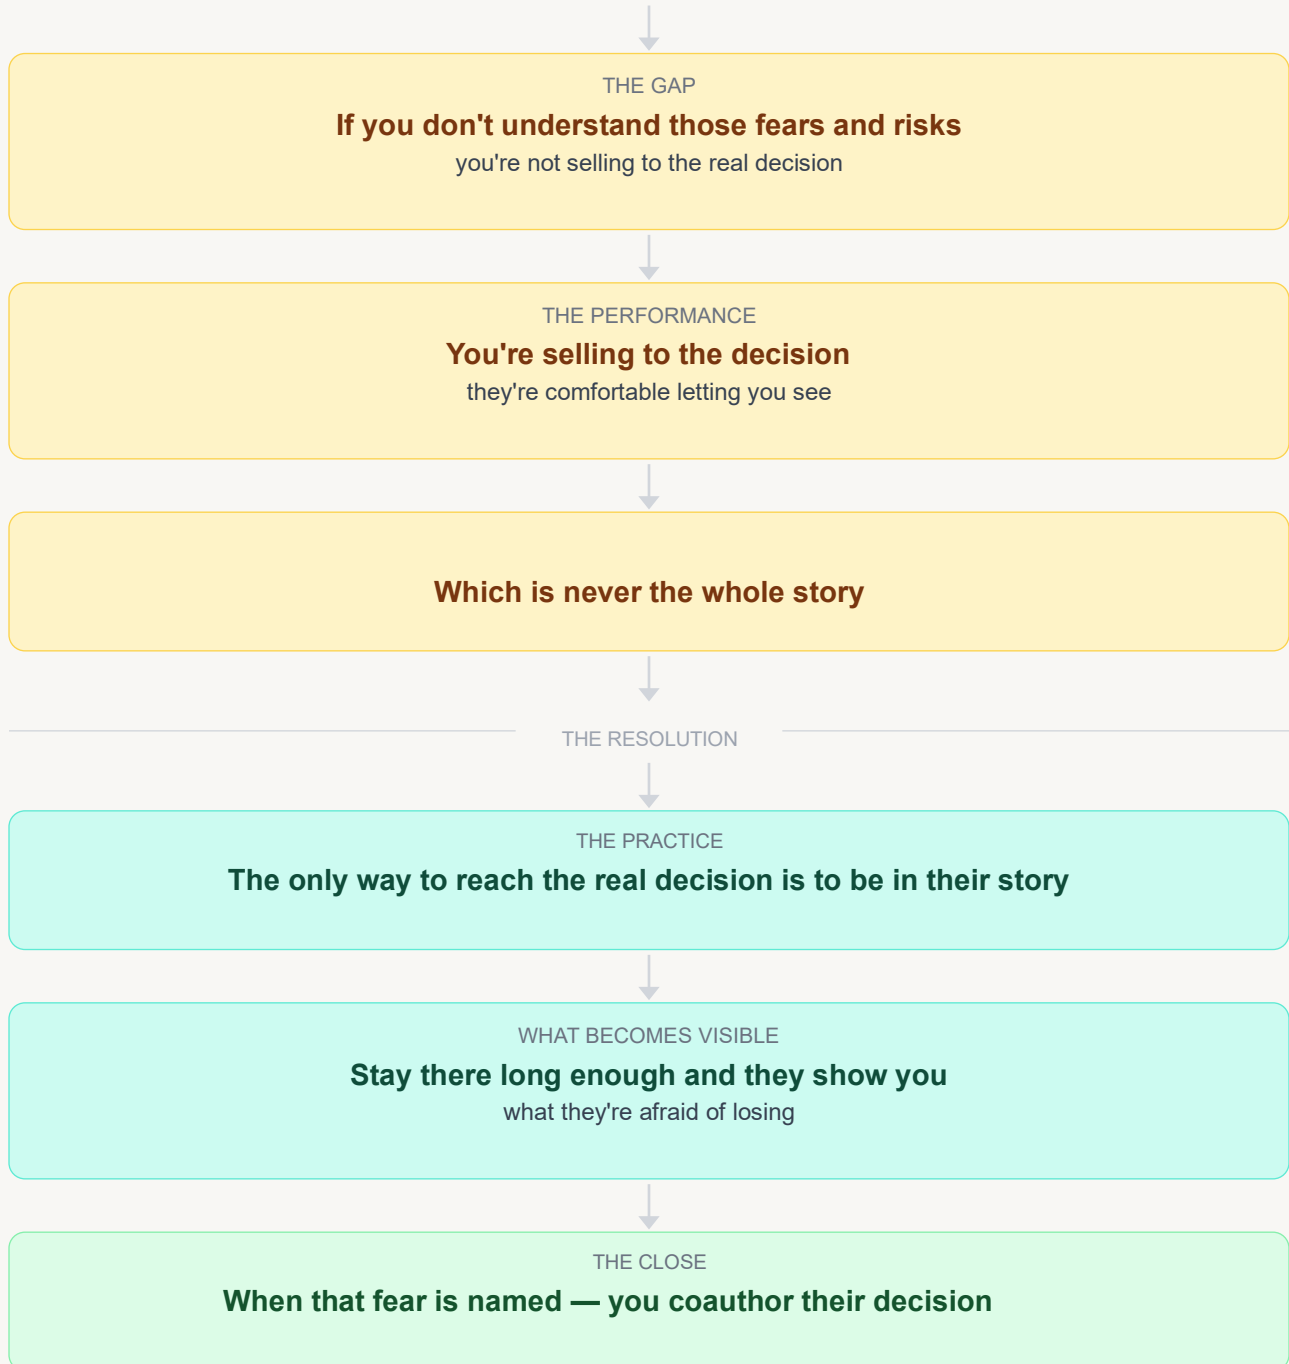 THE GAP
If you don't understand those fears and risks
you're not selling to the real decision
THE PERFORMANCE
You're selling to the decision
they're comfortable letting you see
Which is never the whole story
THE RESOLUTION
THE PRACTICE
The only way to reach the real decision is to be in their story
WHAT BECOMES VISIBLE
Stay there long enough and they show you
what they're afraid of losing
THE CLOSE
When that fear is named — you coauthor their decision